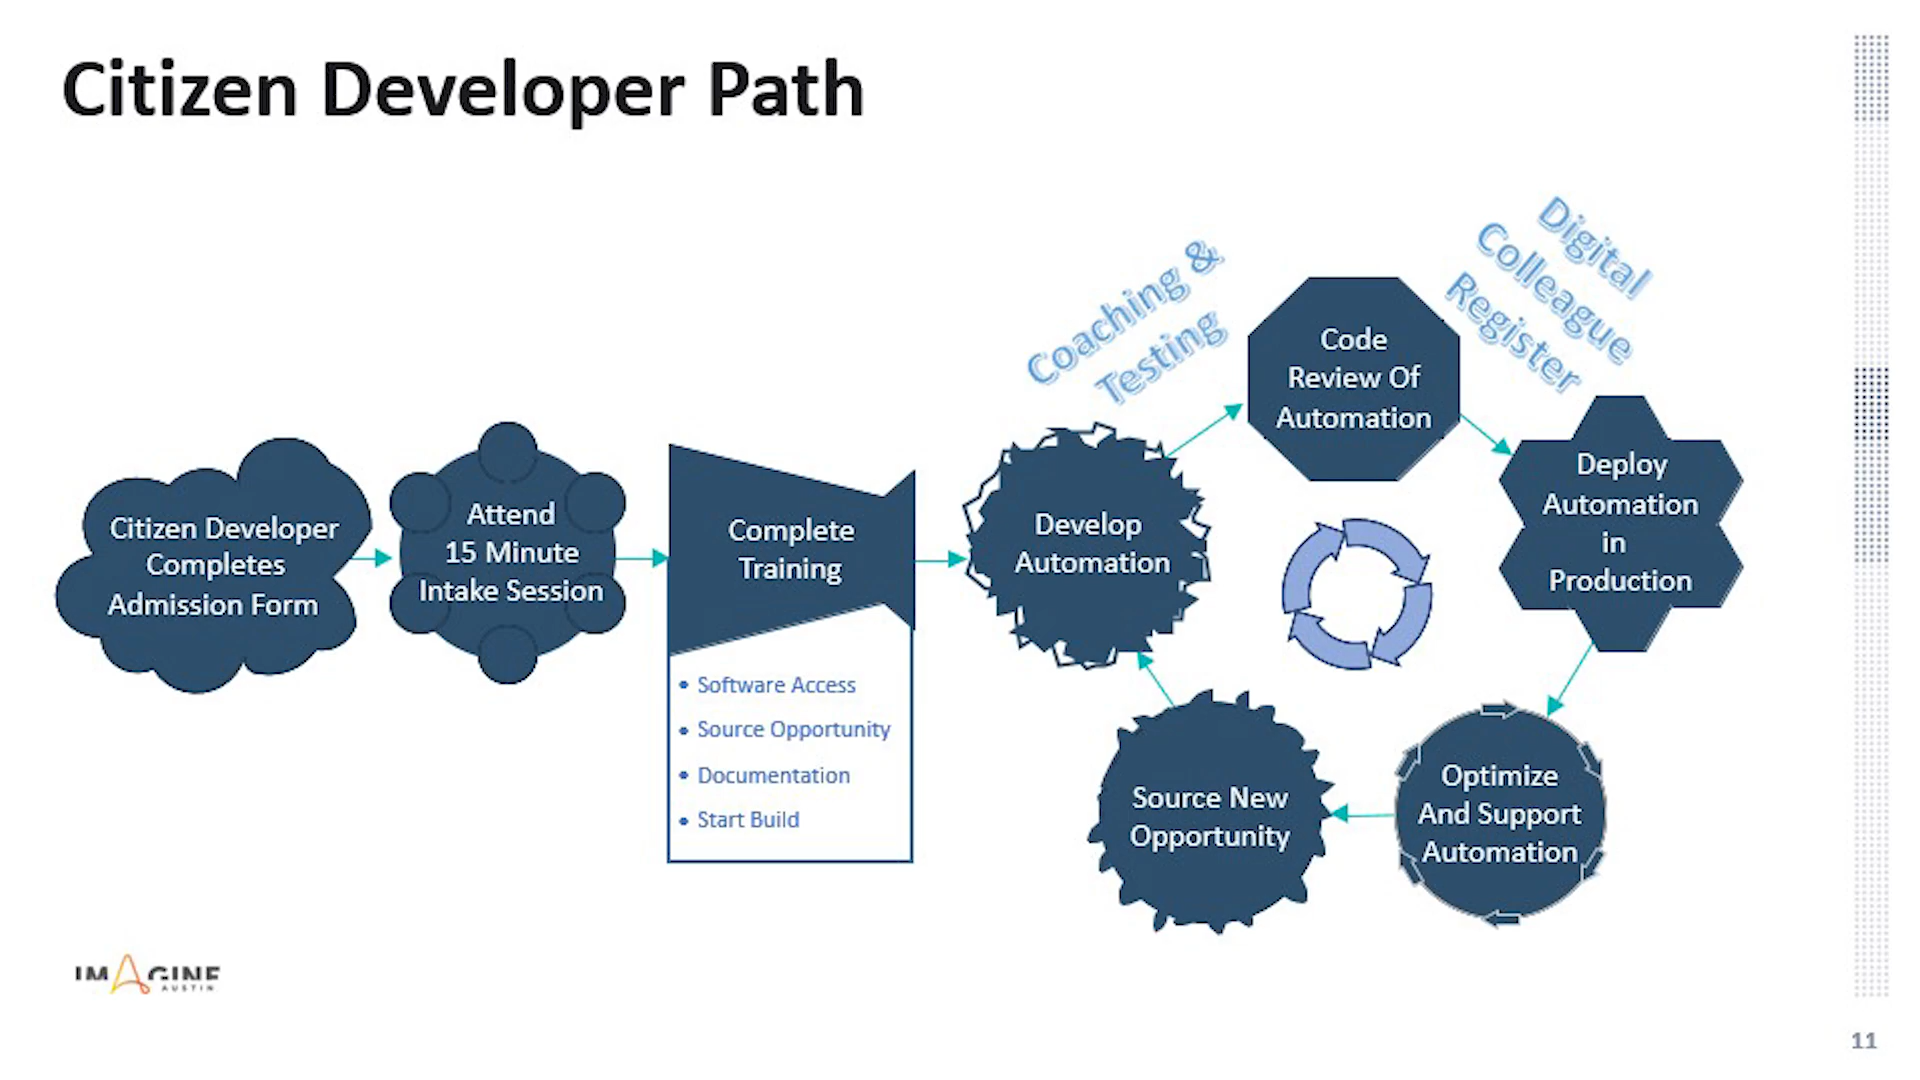 Citizen Developer Path
Citizen Developer
Completes
Admission Form
Attend
15 Minute
Intake Session
Complete
Training
• Software Access
• Source Opportunity
• Documentation
• Start Build
Develop
Automation
Coaching &
Testing
Code
Review Of
Automation
Digital
Colleague
Register
Deploy
Automation
in
Production
Optimize
And Support
Automation
Source New
Opportunity
IMAGINE
AUSTIN
11